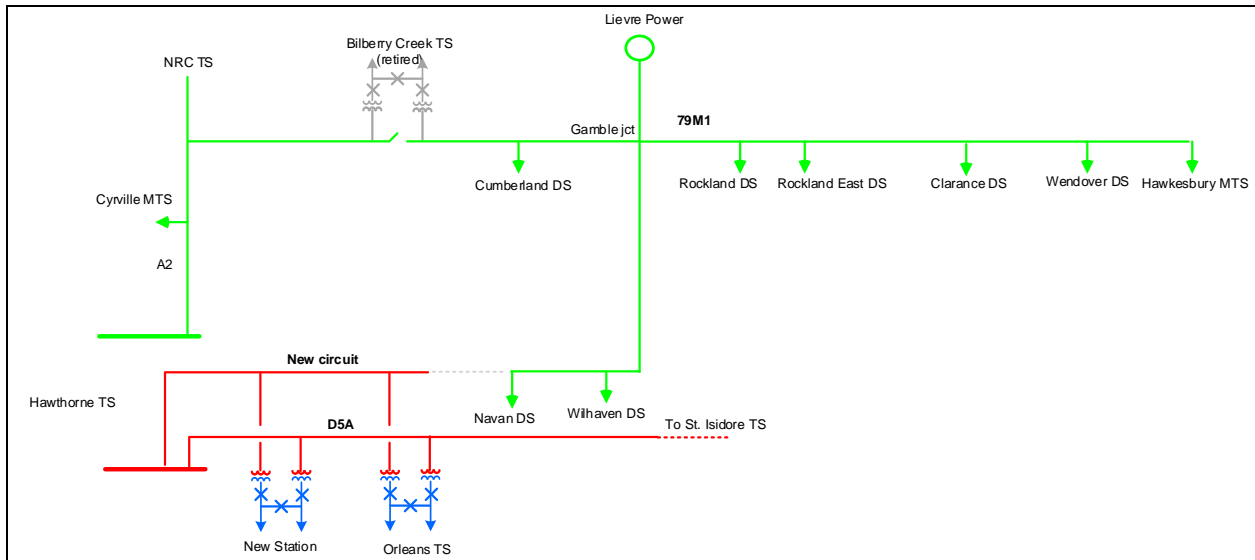 Lievre Power
Bilberry Creek TS
(retired)
NRC TS
Gamble jct
79M1
Cumberland DS
Rockland DS
Rockland East DS
Clarance DS
Wendover DS
Hawkesbury MTS
Cyrville MTS
A2
New circuit
Hawthorne TS
Navan DS
Wilhaven DS
D5A
To St. Isidore TS
New Station
Orleans TS